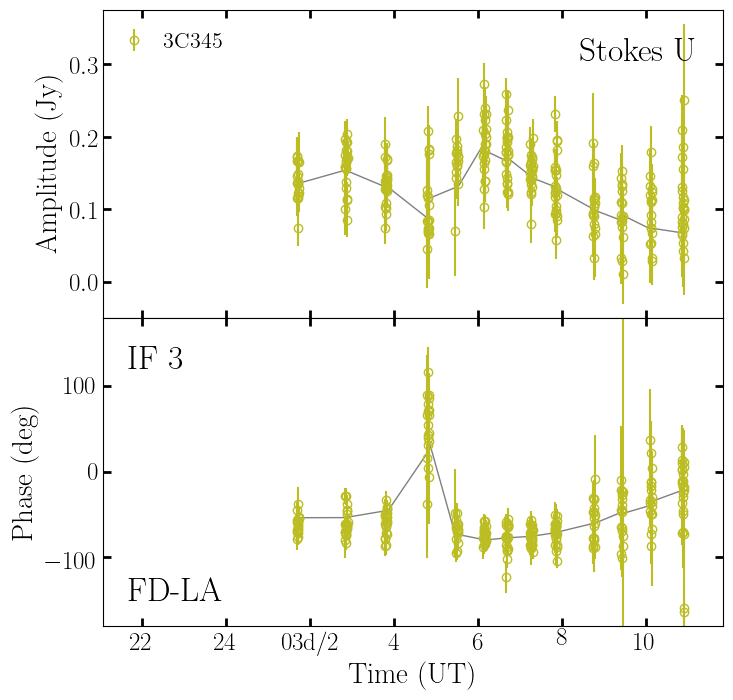 3C345
Stokes U
Amplitude (Jy)
0.3
0.2
0.1
0.0
IF 3
Phase (deg)
100
0
−100
FD-LA
22 24 03d/2 4 6 8 10
Time (UT)